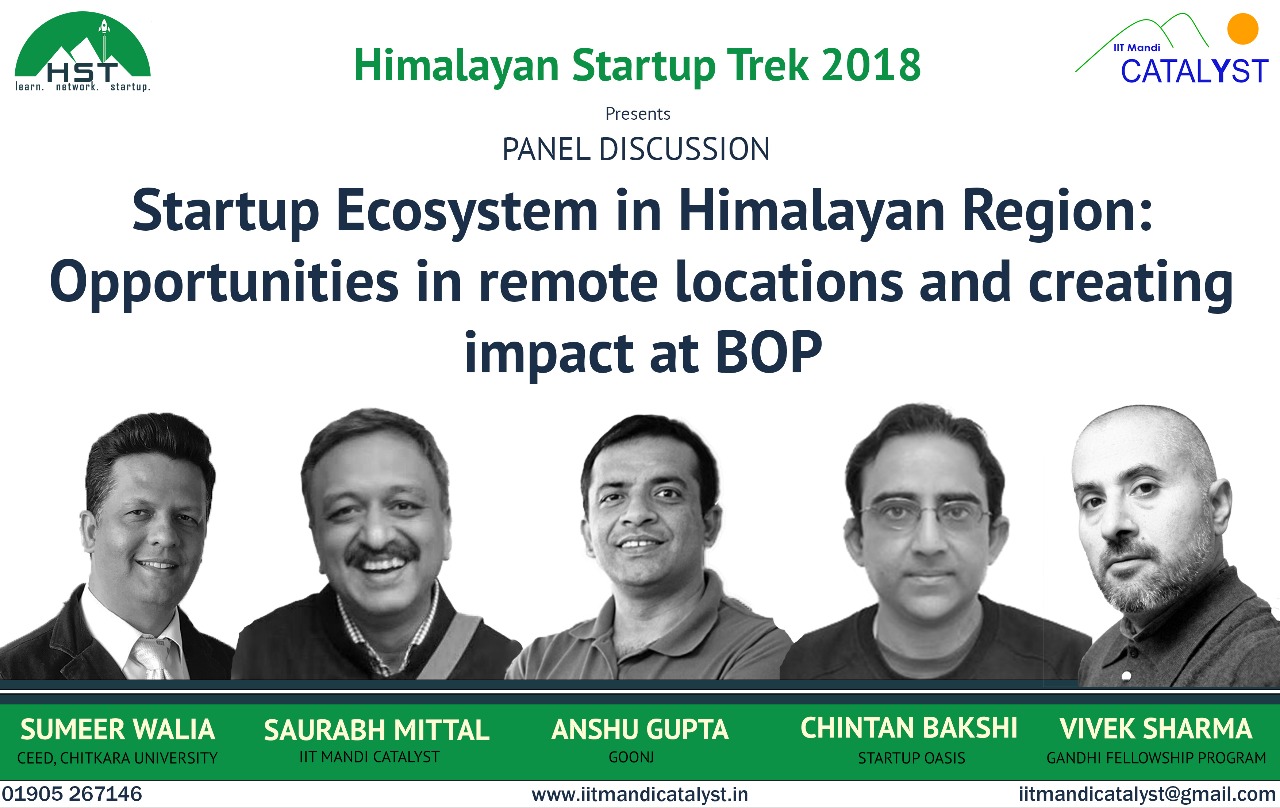 HST
learn. network. startup.
Himalayan Startup Trek 2018
IIT Mandi
CATALYST
Presents
PANEL DISCUSSION
Startup Ecosystem in Himalayan Region:
Opportunities in remote locations and creating
impact at BOP
SUMEER WALIA
CEED, CHITKARA UNIVERSITY
SAURABH MITTAL
IIT MANDI CATALYST
ANSHU GUPTA
GOONJ
CHINTAN BAKSHI
STARTUP OASIS
VIVEK SHARMA
GANDHI FELLOWSHIP PROGRAM
01905 267146
www.iitmandicatalyst.in
iitmandicatalyst@gmail.com